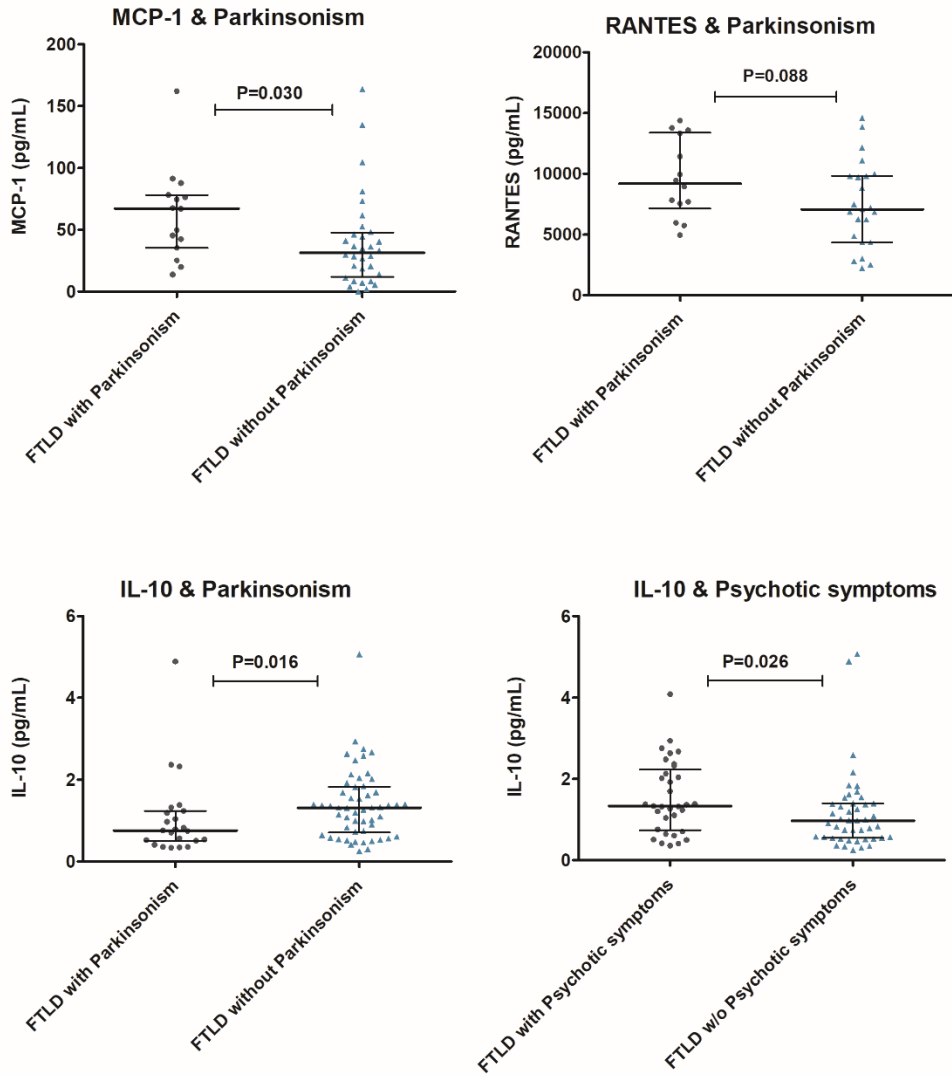 MCP-1 & Parkinsonism
200
150
100
50
0
MCP-1 (pg/mL)
P=0.030
FTLD with Parkinsonism
FTLD without Parkinsonism
RANTES & Parkinsonism
20000
15000
10000
5000
0
RANTES (pg/mL)
P=0.088
FTLD with Parkinsonism
FTLD without Parkinsonism
IL-10 & Parkinsonism
6
4
2
0
IL-10 (pg/mL)
P=0.016
FTLD with Parkinsonism
FTLD without Parkinsonism
IL-10 & Psychotic symptoms
6
4
2
0
IL-10 (pg/mL)
P=0.026
FTLD with Psychotic symptoms
FTLD w/o Psychotic symptoms